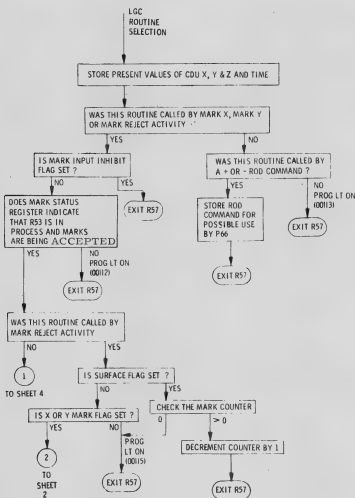 LGC
ROUTINE
SELECTION
STORE PRESENT VALUES OF CDU X, Y & Z AND TIME
WAS THIS ROUTINE CALLED BY MARK X, MARK Y
OR MARK REJECT ACTIVITY
YES
NO
IS MARK INPUT INHIBIT
FLAG SET ?
WAS THIS ROUTINE CALLED BY
A + OR - ROD COMMAND ?
NO
YES
EXIT R57
YES
NO
PROG LT ON
(00113)
EXIT R57
DOES MARK STATUS
REGISTER INDICATE
THAT R53 IS IN
PROCESS AND MARKS
ARE BEING ACCEPTED
STORE ROD
COMMAND FOR
POSSIBLE USE
BY P66
EXIT R57
YES
NO
PROG LT ON
(00112)
EXIT R57
WAS THIS ROUTINE CALLED BY
MARK REJECT ACTIVITY
NO
YES
1
TO SHEET 4
IS SURFACE FLAG SET ?
NO
YES
IS X OR Y MARK FLAG SET ?
CHECK THE MARK COUNTER
YES
NO
0
> 0
PROG
LT ON
(00115)
2
TO
SHEET
2
DECREMENT COUNTER BY 1
EXIT R57
EXIT R57